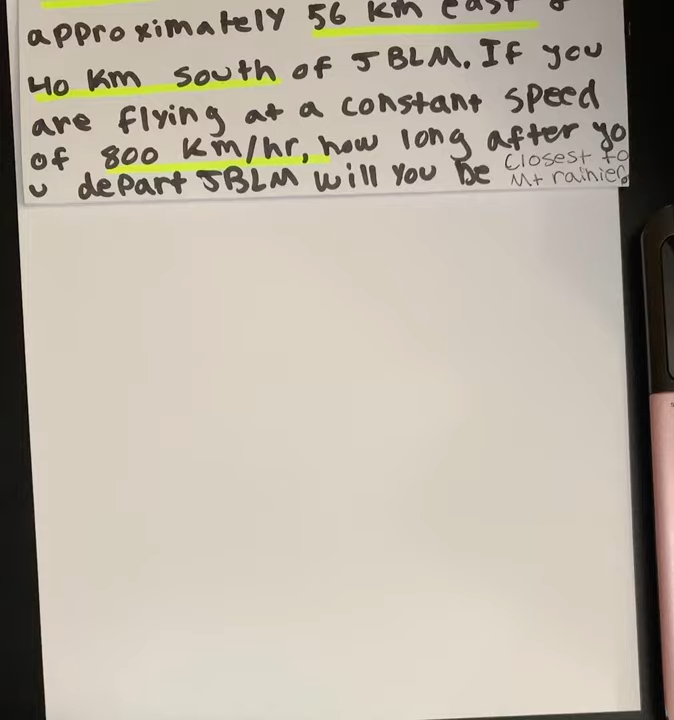 approximately 56 km east &
40 km south of JBLM. If you
are flying at a constant speed
of 800 km/hr, how long after yo
u depart JBLM will you be closest to
Mt rainier?